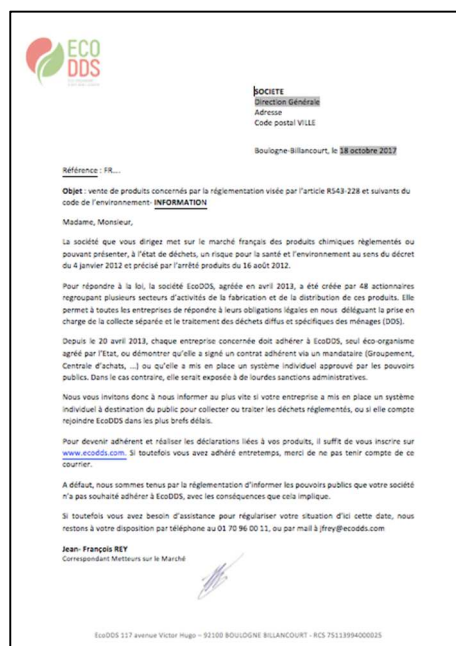 ECO
DDS
SOCIETE
Direction Générale
Adresse
Code postal VILLE
Boulogne-Billancourt, le 18 octobre 2017
Référence : FR....
Objet : vente de produits concernés par la réglementation visée par l'article R543-228 et suivants du
code de l'environnement- INFORMATION
Madame, Monsieur,
La société que vous dirigez met sur le marché français des produits chimiques règlementés ou
pouvant présenter, à l'état de déchets, un risque pour la santé et l'environnement au sens du décret
du 4 janvier 2012 et précisé par l'arrêté produits du 16 août 2012.
Pour répondre à la loi, la société EcoDDS, agréée en avril 2013, a été créée par 48 actionnaires
regroupant plusieurs secteurs d'activités de la fabrication et de la distribution de ces produits. Elle
permet à toutes les entreprises de répondre à leurs obligations légales en nous déléguant la prise en
charge de la collecte séparée et le traitement des déchets diffus et spécifiques des ménages (DDS).
Depuis le 20 avril 2013, chaque entreprise concernée doit adhérer à EcoDDS, seul éco-organisme
agréé par l'Etat, ou démontrer qu'elle a signé un contrat adhérent via un mandataire (Groupement,
Centrale d'achats, ...) ou qu'elle a mis en place un système individuel approuvé par les pouvoirs
publics. Dans le cas contraire, elle serait exposée à de lourdes sanctions administratives.
Nous vous invitons donc à nous informer au plus vite si votre entreprise a mis en place un système
individuel à destination du public pour collecter ou traiter les déchets réglementés, ou si elle compte
rejoindre EcoDDS dans les plus brefs délais.
Pour devenir adhérent et réaliser les déclarations liées à vos produits, il suffit de vous inscrire sur
www.ecodds.com. Si toutefois vous avez adhéré entretemps, merci de ne pas tenir compte de ce
courrier.
A défaut, nous sommes tenus par la réglementation d'informer les pouvoirs publics que votre société
n'a pas souhaité adhérer à EcoDDS, avec les conséquences que cela implique.
Si toutefois vous avez besoin d'assistance pour régulariser votre situation d'ici cette date, nous
restons à votre disposition par téléphone au 01 70 96 00 11, ou par mail à jfrey@ecodds.com
Jean- François REY
Correspondant Metteurs sur le Marché
EcoDDS 117 avenue Victor Hugo – 92100 BOULOGNE BILLANCOURT - RCS 75113994000025